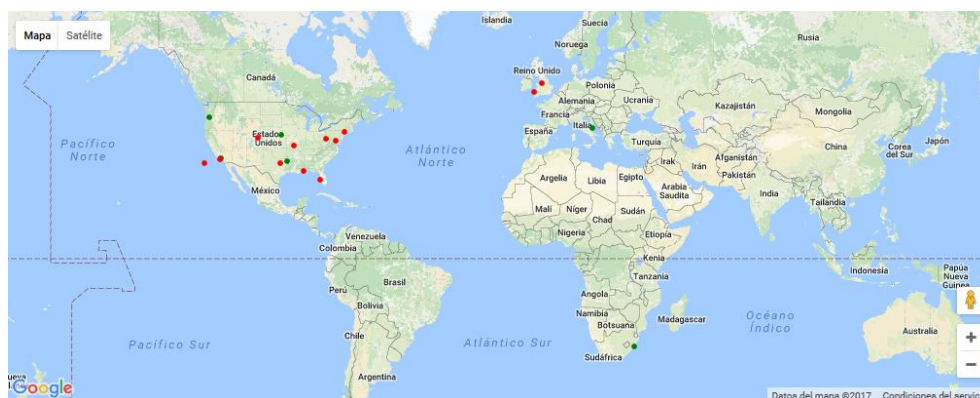 Mapa Satélite
Islandia
Suecia
Noruega
Rusia
Canadá
Reino Unido
Polonia
Alemania
Ucrania
Kazajistán
Mongolia
Francia
Italia
España
Turquía
Estados
Unidos
Pacífico
Norte
Atlántico
Norte
China
Corea
del Sur
Japón
Irak
Irán
Afganistán
Pakistán
Argelia
Libia
Egipto
Arabia
Saudita
India
México
Malí
Níger
Chad
Sudán
Tailandia
Nigeria
Etiopía
Venezuela
Colombia
Kenia
Tanzania
Indonesia
Papúa
Nueva
Guinea
Perú
Brasil
Bolivia
Angola
Namibia
Botsuana
Madagascar
Océano
Índico
Australia
Chile
Pacífico Sur
Atlántico Sur
Sudáfrica
Argentina
Google
Datos del mapa ©2017 Condiciones del servic